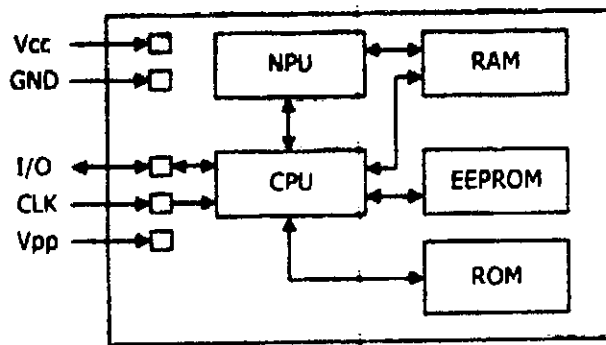 Vcc
GND
I/O
CLK
Vpp
NPU
RAM
CPU
EEPROM
ROM